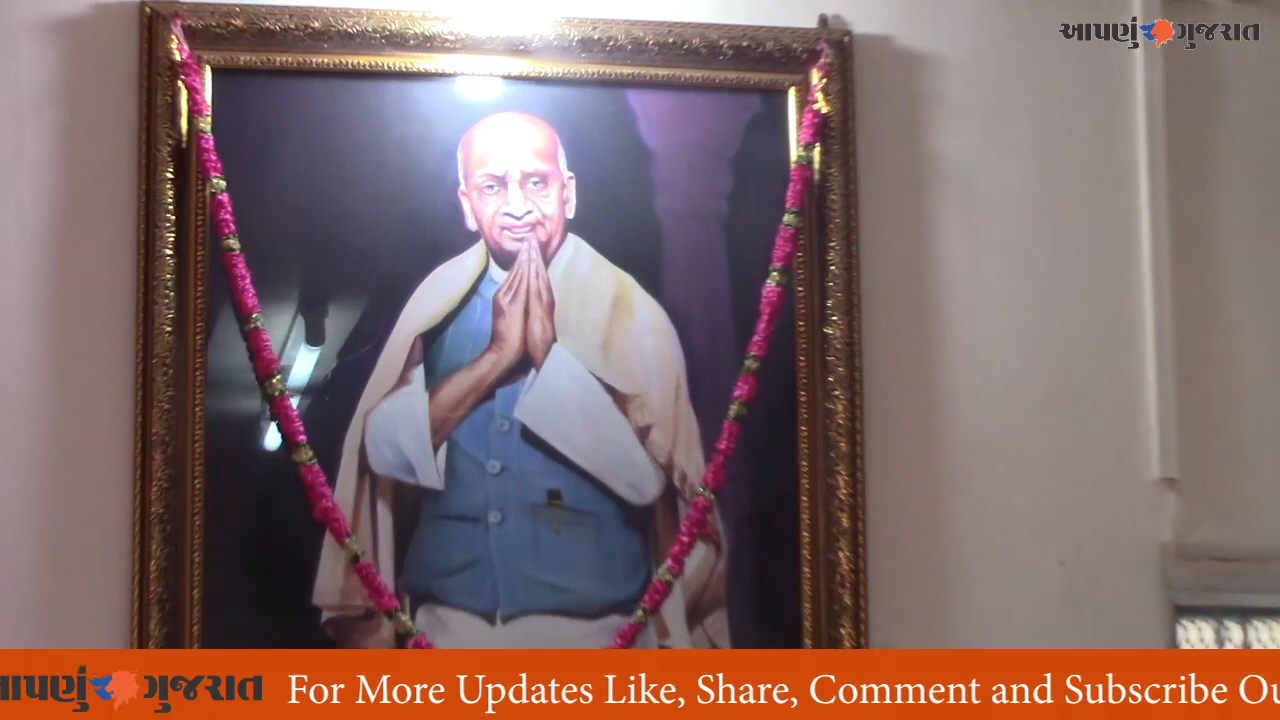 આપણું ગુજરાત
આપણું ગુજરાત For More Updates Like, Share, Comment and Subscribe Ou